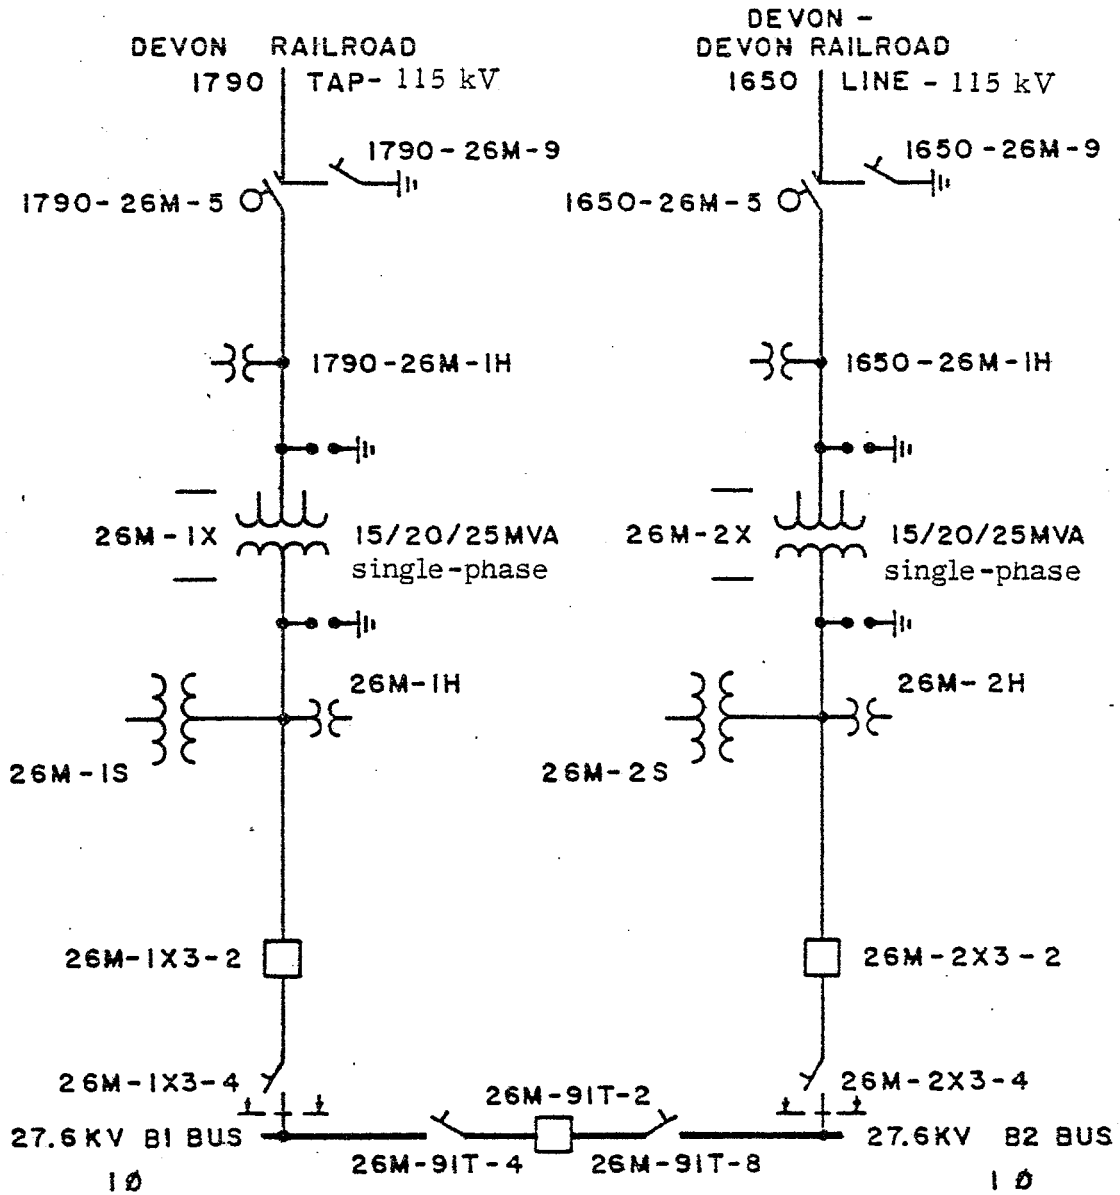 DEVON RAILROAD
1790 TAP- 115 kV
DEVON -
DEVON RAILROAD
1650 LINE - 115 kV
1790-26M-9
1650-26M-9
1790-26M-5
1650-26M-5
1790-26M-1H
1650-26M-1H
26M-1X
15/20/25MVA
single-phase
26M-2X
15/20/25MVA
single-phase
26M-1H
26M-2H
26M-1S
26M-2S
26M-1X3-2
26M-2X3-2
26M-1X3-4
26M-91T-2
26M-2X3-4
27.6KV B1 BUS
27.6KV B2 BUS
26M-91T-4
26M-91T-8
1Ø
1Ø